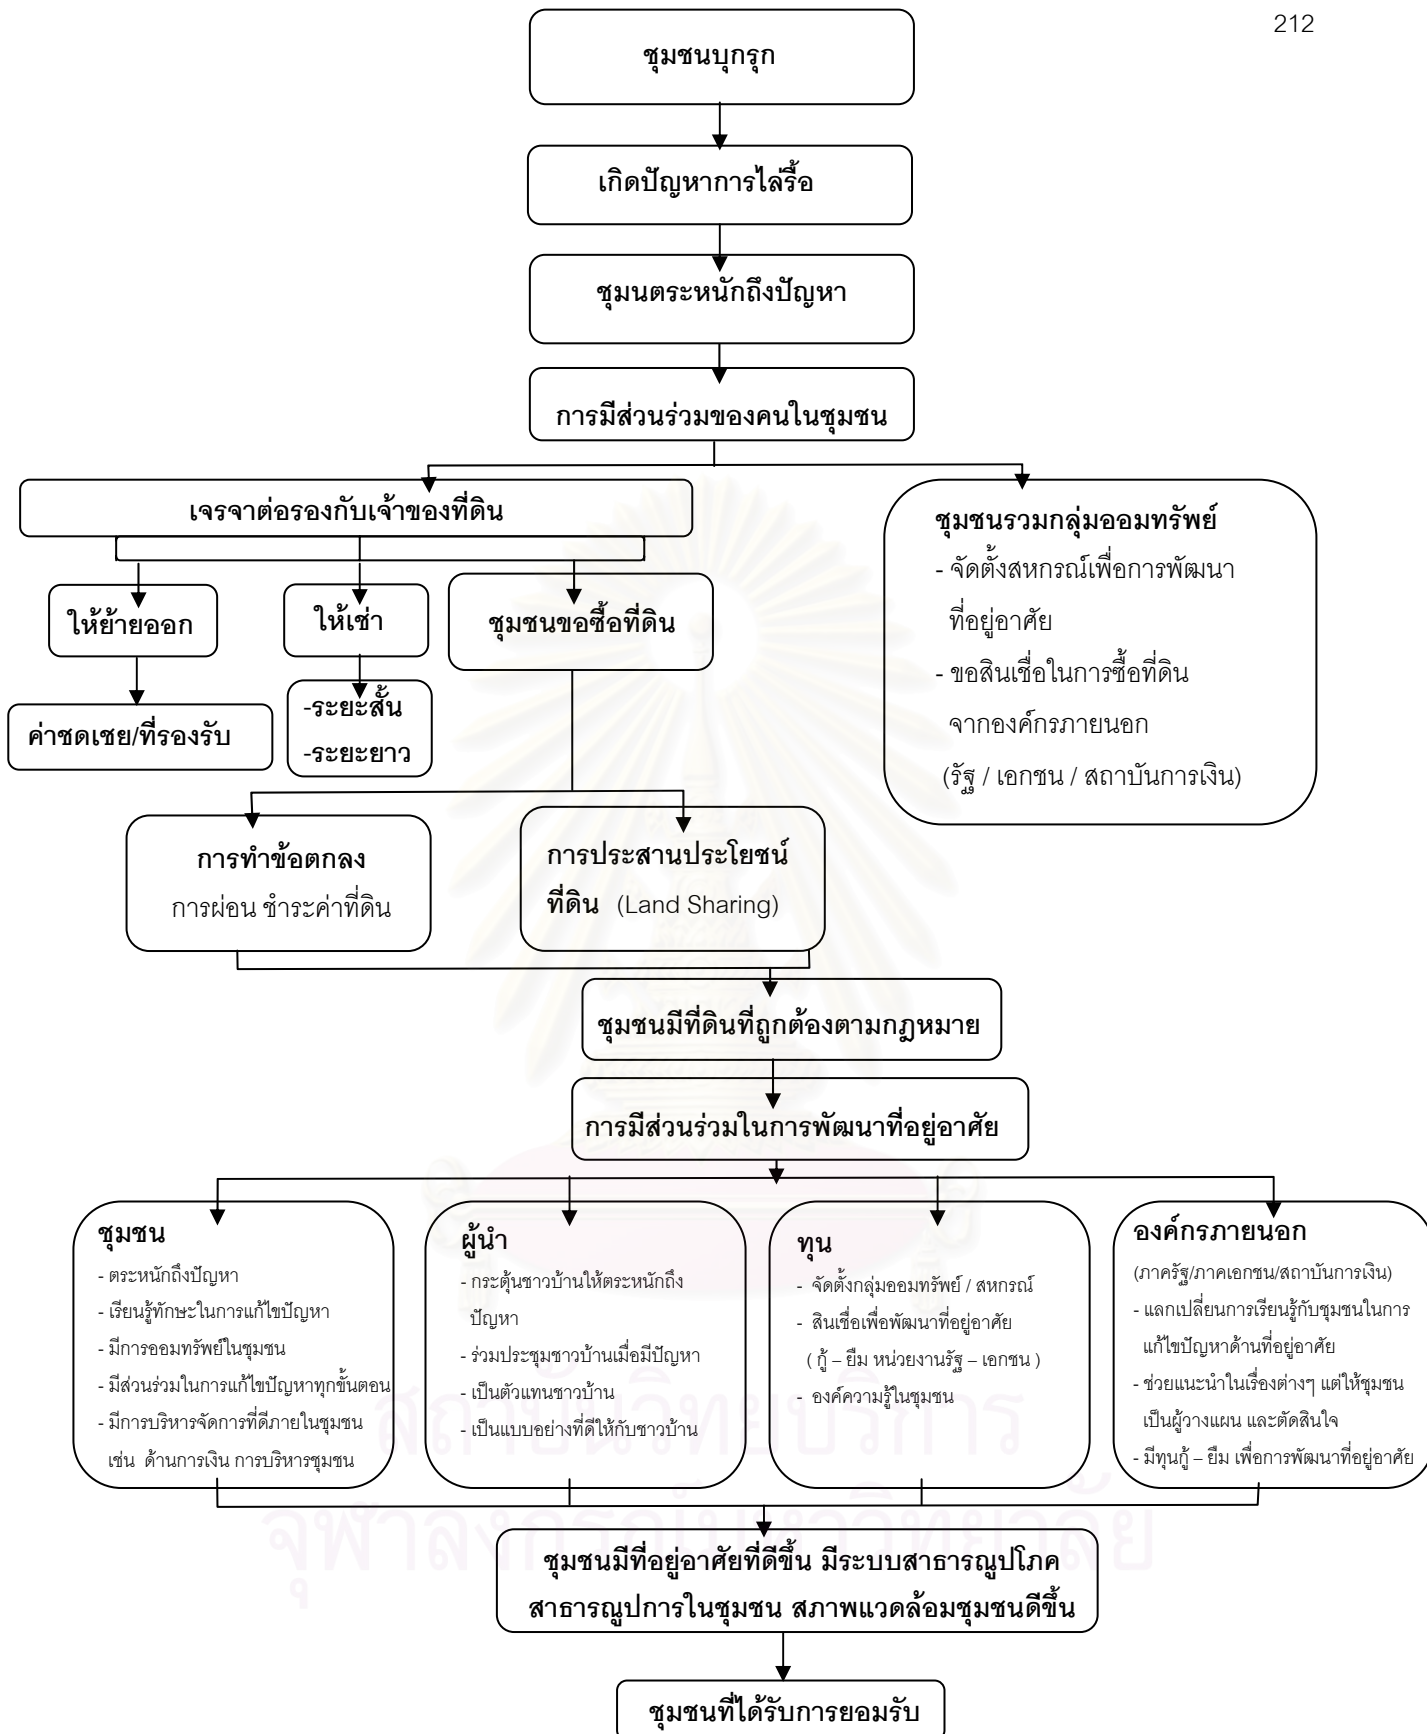 212
ชุมชนบุกรุก
เกิดปัญหาการไล่รื้อ
ชุมนตระหนักถึงปัญหา
การมีส่วนร่วมของคนในชุมชน
เจรจาต่อรองกับเจ้าของที่ดิน
ให้ย้ายออก
ให้เช่า
ชุมชนขอซื้อที่ดิน
ค่าชดเชย/ที่รองรับ
-ระยะสั้น
-ระยะยาว
ชุมชนรวมกลุ่มออมทรัพย์
- จัดตั้งสหกรณ์เพื่อการพัฒนา
ที่อยู่อาศัย
- ขอสินเชื่อในการซื้อที่ดิน
จากองค์กรภายนอก
(รัฐ / เอกชน / สถาบันการเงิน)
การทำข้อตกลง
การผ่อน ชำระค่าที่ดิน
การประสานประโยชน์
ที่ดิน (Land Sharing)
ชุมชนมีที่ดินที่ถูกต้องตามกฎหมาย
การมีส่วนร่วมในการพัฒนาที่อยู่อาศัย
ชุมชน
- ตระหนักถึงปัญหา
- เรียนรู้ทักษะในการแก้ไขปัญหา
- มีการออมทรัพย์ในชุมชน
- มีส่วนร่วมในการแก้ไขปัญหาทุกขั้นตอน
- มีการบริหารจัดการที่ดีภายในชุมชน
เช่น ด้านการเงิน การบริหารชุมชน
ผู้นำ
- กระตุ้นชาวบ้านให้ตระหนักถึง
ปัญหา
- ร่วมประชุมชาวบ้านเมื่อมีปัญหา
- เป็นตัวแทนชาวบ้าน
- เป็นแบบอย่างที่ดีให้กับชาวบ้าน
ทุน
- จัดตั้งกลุ่มออมทรัพย์ / สหกรณ์
- สินเชื่อเพื่อพัฒนาที่อยู่อาศัย
( กู้ – ยืม หน่วยงานรัฐ – เอกชน )
- องค์ความรู้ในชุมชน
องค์กรภายนอก
(ภาครัฐ/ภาคเอกชน/สถาบันการเงิน)
- แลกเปลี่ยนการเรียนรู้กับชุมชนในการ
แก้ไขปัญหาด้านที่อยู่อาศัย
- ช่วยแนะนำในเรื่องต่างๆ แต่ให้ชุมชน
เป็นผู้วางแผน และตัดสินใจ
- มีทุนกู้ – ยืม เพื่อการพัฒนาที่อยู่อาศัย
สถาบันวิทยบริการ
จุฬาลงกรณ์มหาวิทยาลัย
ชุมชนมีที่อยู่อาศัยที่ดีขึ้น มีระบบสาธารณูปโภค
สาธารณูปการในชุมชน สภาพแวดล้อมชุมชนดีขึ้น
ชุมชนที่ได้รับการยอมรับ